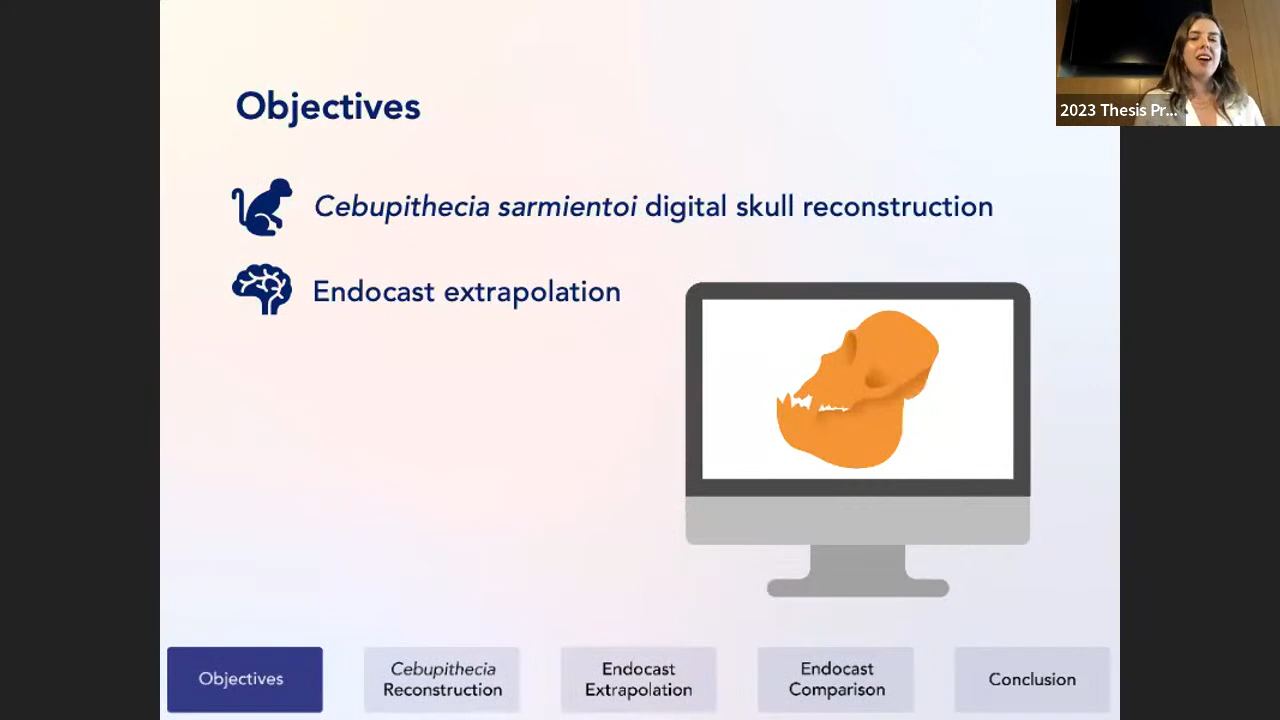 2023 Thesis Pr...
Objectives
Cebupithecia sarmientoi digital skull reconstruction
Endocast extrapolation
Objectives
Cebupithecia
Reconstruction
Endocast
Extrapolation
Endocast
Comparison
Conclusion